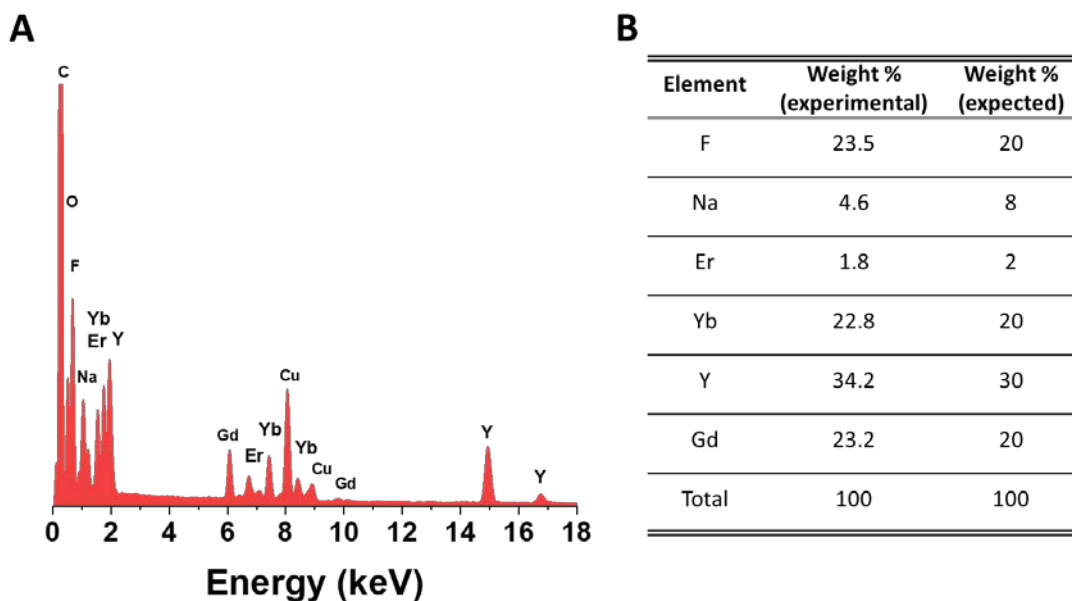 A
C
O
F
Yb
Er Y
Na
Gd
Er
Yb
Cu
Yb
Cu
Gd
Y
Y
0 2 4 6 8 10 12 14 16 18
Energy (keV)
B
Element Weight % (experimental) Weight % (expected)
F 23.5 20
Na 4.6 8
Er 1.8 2
Yb 22.8 20
Y 34.2 30
Gd 23.2 20
Total 100 100